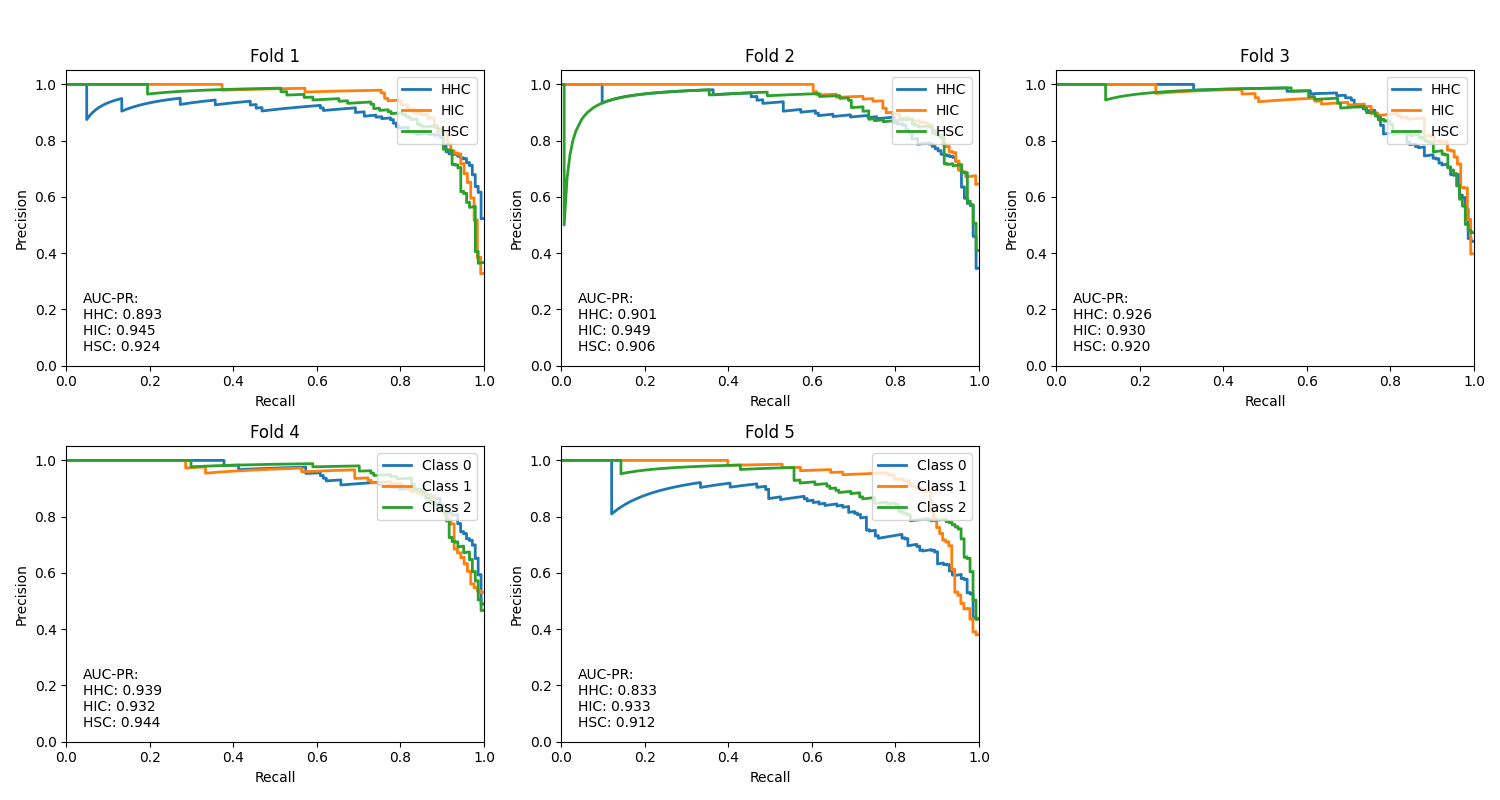 Fold 1
1.0
0.8
0.6
0.4
0.2
0.0
Precision
HHC
HIC
HSC
AUC-PR:
HHC: 0.893
HIC: 0.945
HSC: 0.924
0.0 0.2 0.4 0.6 0.8 1.0
Recall
Fold 2
1.0
0.8
0.6
0.4
0.2
0.0
Precision
HHC
HIC
HSC
AUC-PR:
HHC: 0.901
HIC: 0.949
HSC: 0.906
0.0 0.2 0.4 0.6 0.8 1.0
Recall
Fold 3
1.0
0.8
0.6
0.4
0.2
0.0
Precision
HHC
HIC
HSC
AUC-PR:
HHC: 0.926
HIC: 0.930
HSC: 0.920
0.0 0.2 0.4 0.6 0.8 1.0
Recall
Fold 4
1.0
0.8
0.6
0.4
0.2
0.0
Precision
Class 0
Class 1
Class 2
AUC-PR:
HHC: 0.939
HIC: 0.932
HSC: 0.944
0.0 0.2 0.4 0.6 0.8 1.0
Recall
Fold 5
1.0
0.8
0.6
0.4
0.2
0.0
Precision
Class 0
Class 1
Class 2
AUC-PR:
HHC: 0.833
HIC: 0.933
HSC: 0.912
0.0 0.2 0.4 0.6 0.8 1.0
Recall